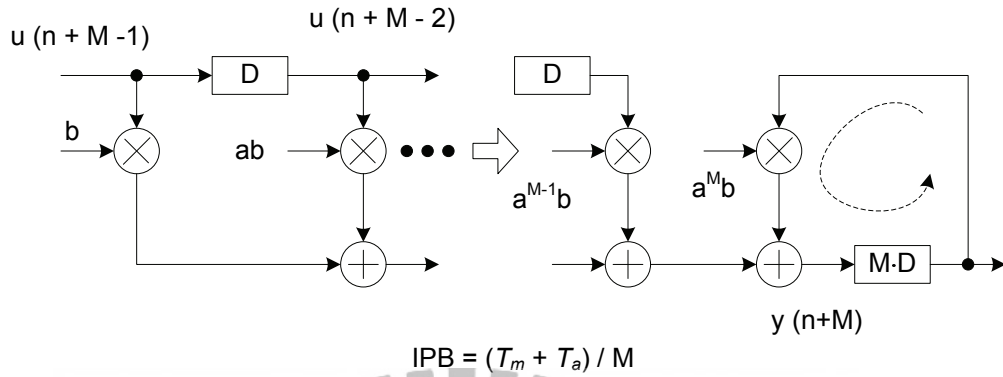 u (n + M - 2)
u (n + M -1)
D
D
b
ab
a^{M-1}b
a^{M}b
M·D
y (n+M)
IPB = (T_m + T_a) / M